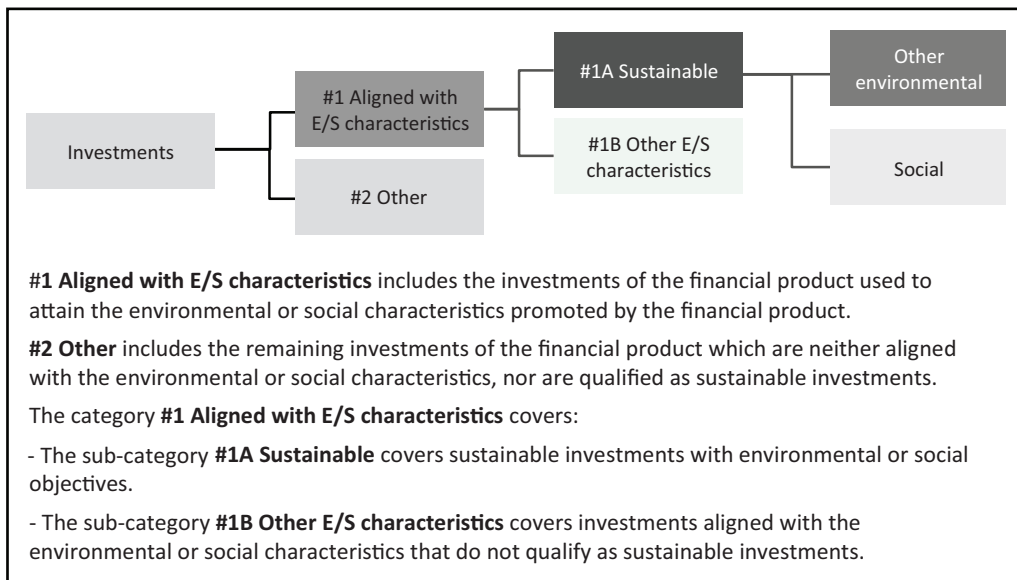 Investments
#1 Aligned with
E/S characteristics
#2 Other
#1A Sustainable
#1B Other E/S
characteristics
Other
environmental
Social
#1 Aligned with E/S characteristics includes the investments of the financial product used to
attain the environmental or social characteristics promoted by the financial product.
#2 Other includes the remaining investments of the financial product which are neither aligned
with the environmental or social characteristics, nor are qualified as sustainable investments.
The category #1 Aligned with E/S characteristics covers:
- The sub-category #1A Sustainable covers sustainable investments with environmental or social
objectives.
- The sub-category #1B Other E/S characteristics covers investments aligned with the
environmental or social characteristics that do not qualify as sustainable investments.